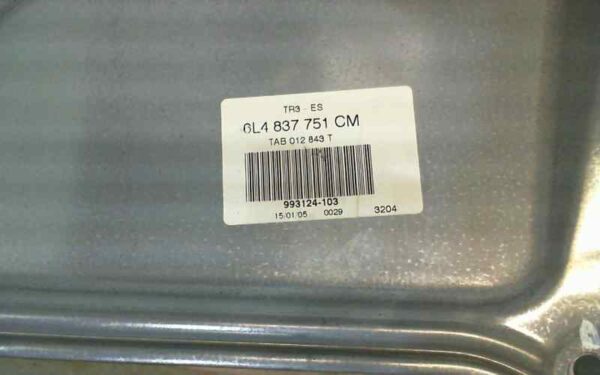 TR3 - ES
6L4 837 751 CM
TAB 012 843 T
993124-103
15/01/05 0029 3204